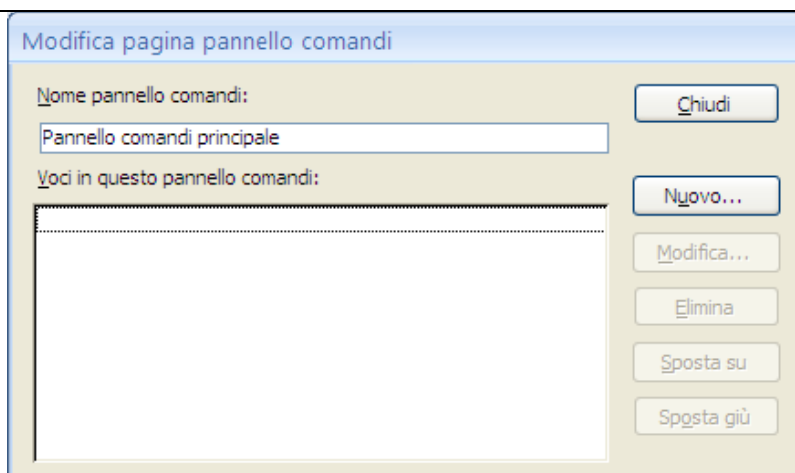 Modifica pagina pannello comandi
Nome pannello comandi:
Chiudi
Pannello comandi principale
Voci in questo pannello comandi:
Nuovo...
Modifica...
Elimina
Sposta su
Sposta giù